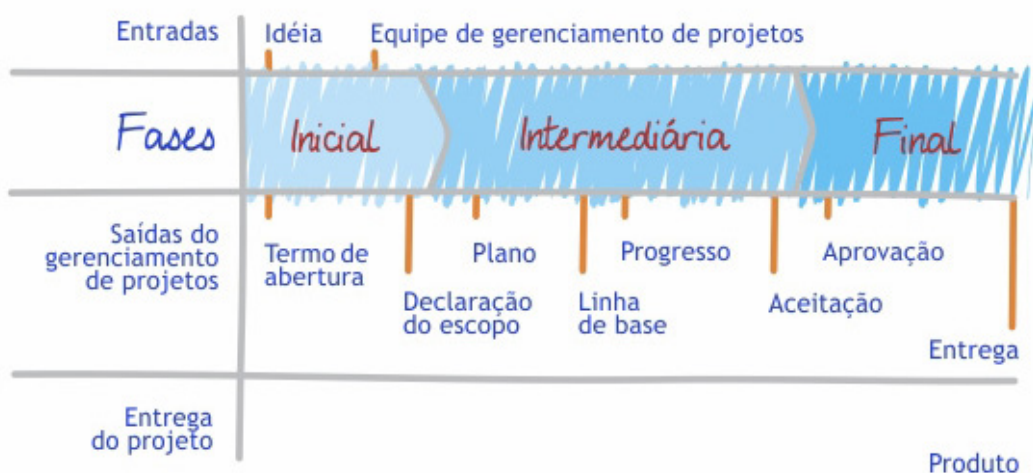 Entradas
Idéia
Equipe de gerenciamento de projetos
Fases
Inicial
Intermediária
Final
Saídas do
gerenciamento
de projetos
Termo de
abertura
Declaração
do escopo
Plano
Linha
de base
Progresso
Aceitação
Aprovação
Entrega
Entrega
do projeto
Produto